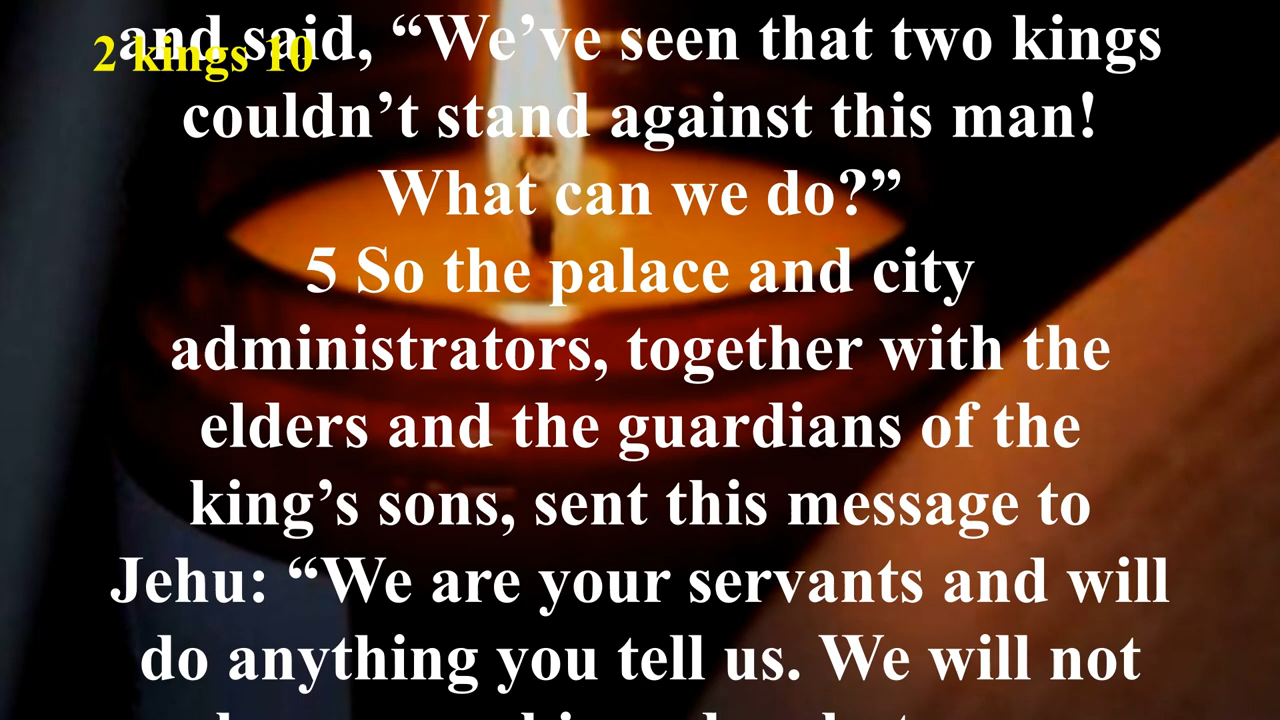 2 kings 10
and said, “We’ve seen that two kings
couldn’t stand against this man!
What can we do?”
5 So the palace and city
administrators, together with the
elders and the guardians of the
king’s sons, sent this message to
Jehu: “We are your servants and will
do anything you tell us. We will not